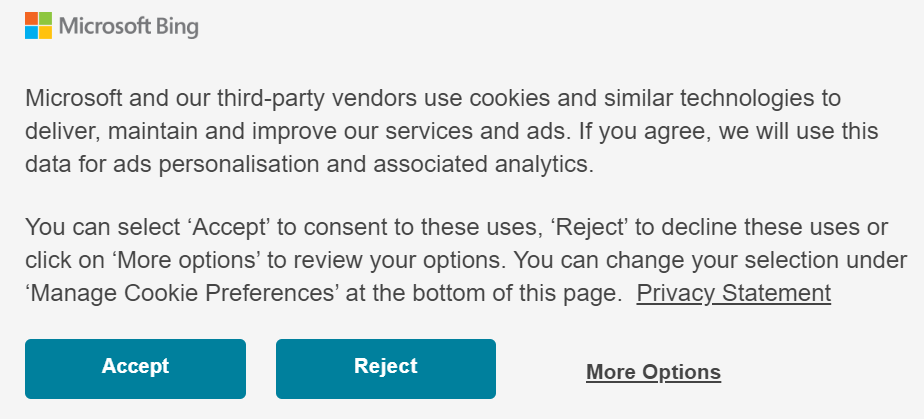 Microsoft Bing
Microsoft and our third-party vendors use cookies and similar technologies to
deliver, maintain and improve our services and ads. If you agree, we will use this
data for ads personalisation and associated analytics.
You can select ‘Accept’ to consent to these uses, ‘Reject’ to decline these uses or
click on ‘More options’ to review your options. You can change your selection under
‘Manage Cookie Preferences’ at the bottom of this page. Privacy Statement
Accept Reject More Options